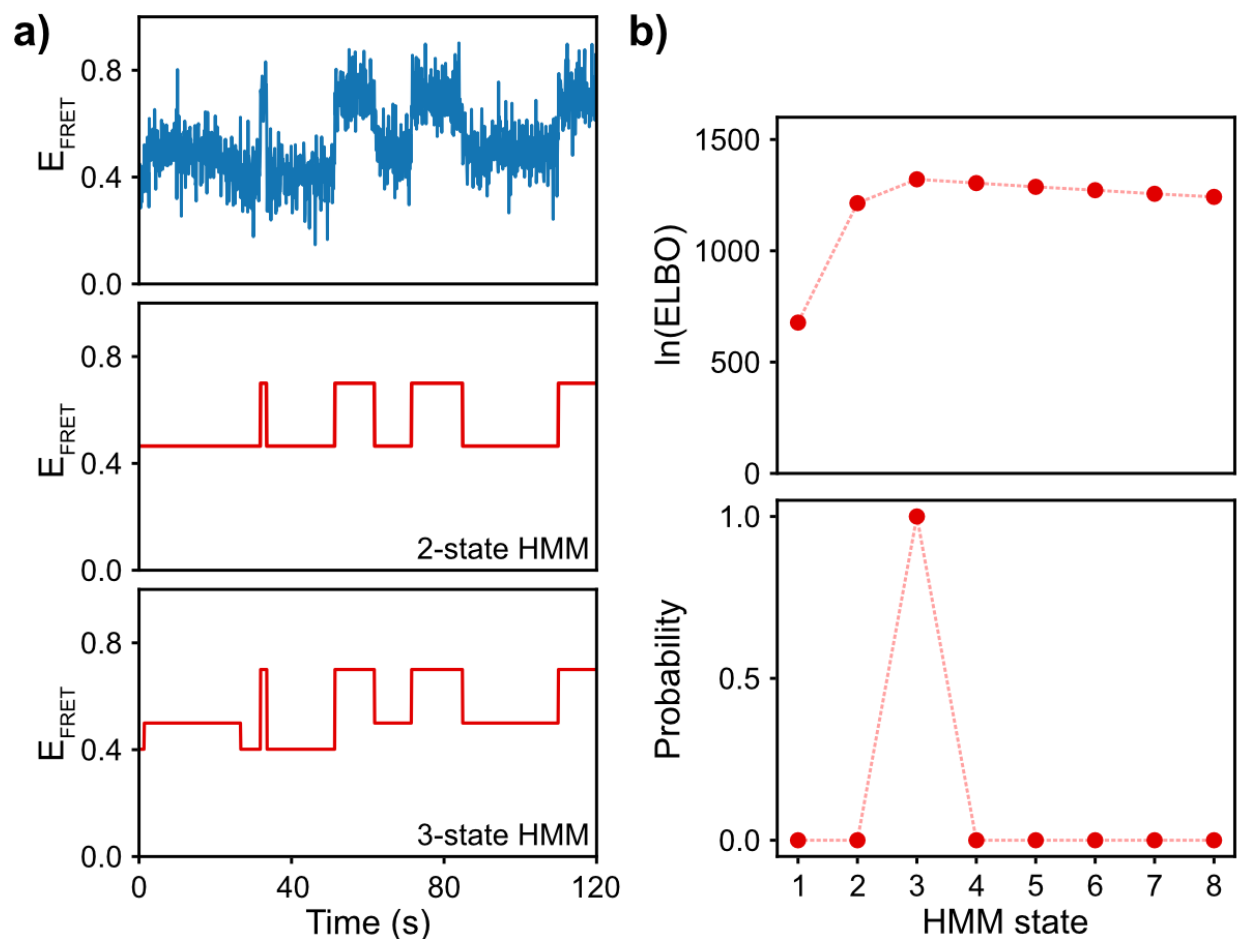 a)
0.8
0.4
0.0
E_FRET
0.8
0.4
0.0
E_FRET
2-state HMM
0.8
0.4
0.0
E_FRET
3-state HMM
0 40 80 120
Time (s)
b)
1500
1000
500
0
ln(ELBO)
1.0
0.5
0.0
Probability
1 2 3 4 5 6 7 8
HMM state